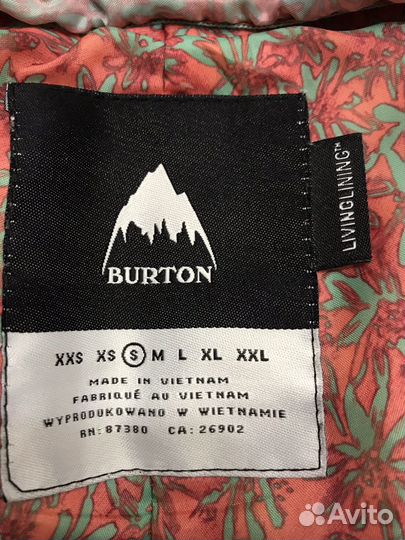 BURTON
LIVINGLINING™
XXS XS S M L XL XXL
MADE IN VIETNAM
FABRIQUÉ AU VIETNAM
WYPRODUKOWANO W WIETNAMIE
RN: 87380 CA: 26902
Avito